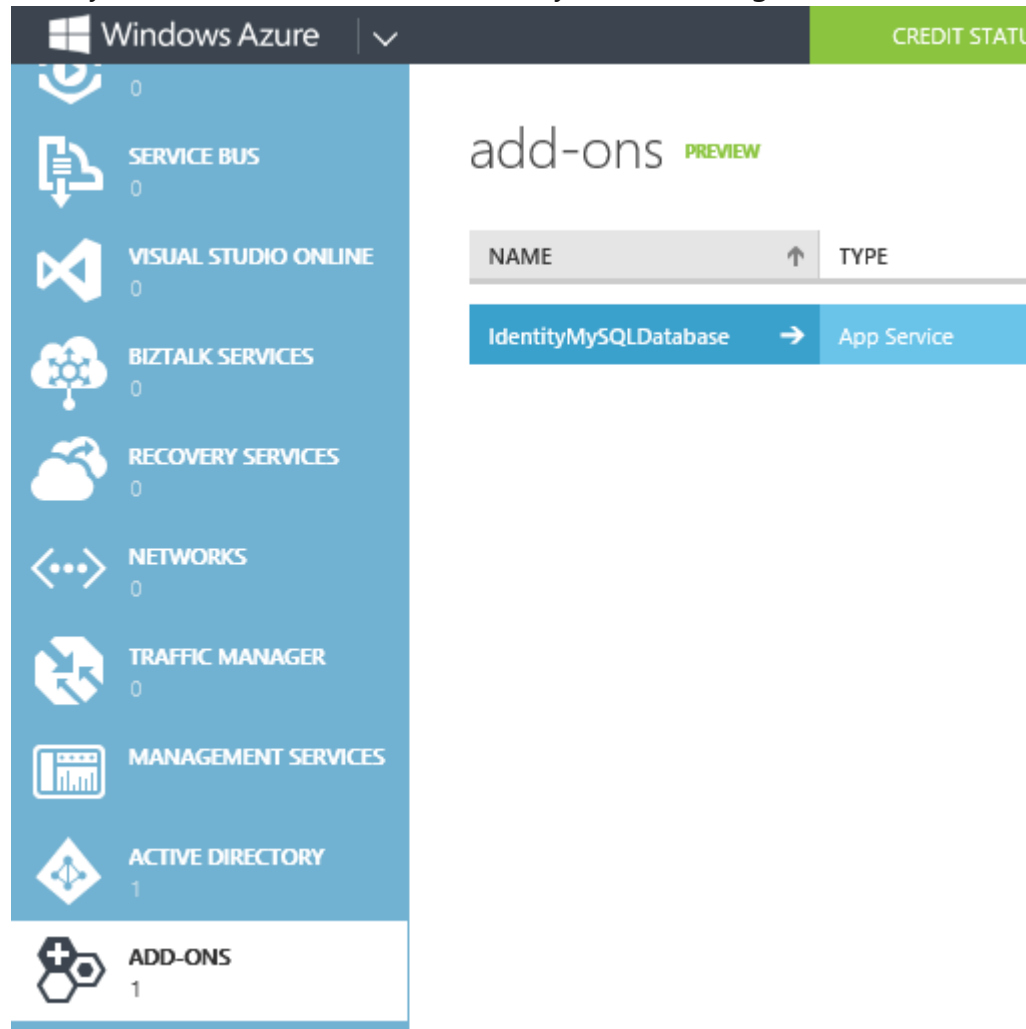 Windows Azure
CREDIT STATU
0
SERVICE BUS
0
VISUAL STUDIO ONLINE
0
BIZTALK SERVICES
0
RECOVERY SERVICES
0
NETWORKS
0
TRAFFIC MANAGER
0
MANAGEMENT SERVICES
ACTIVE DIRECTORY
1
ADD-ONS
1
add-ons PREVIEW
NAME TYPE
IdentityMySQLDatabase App Service